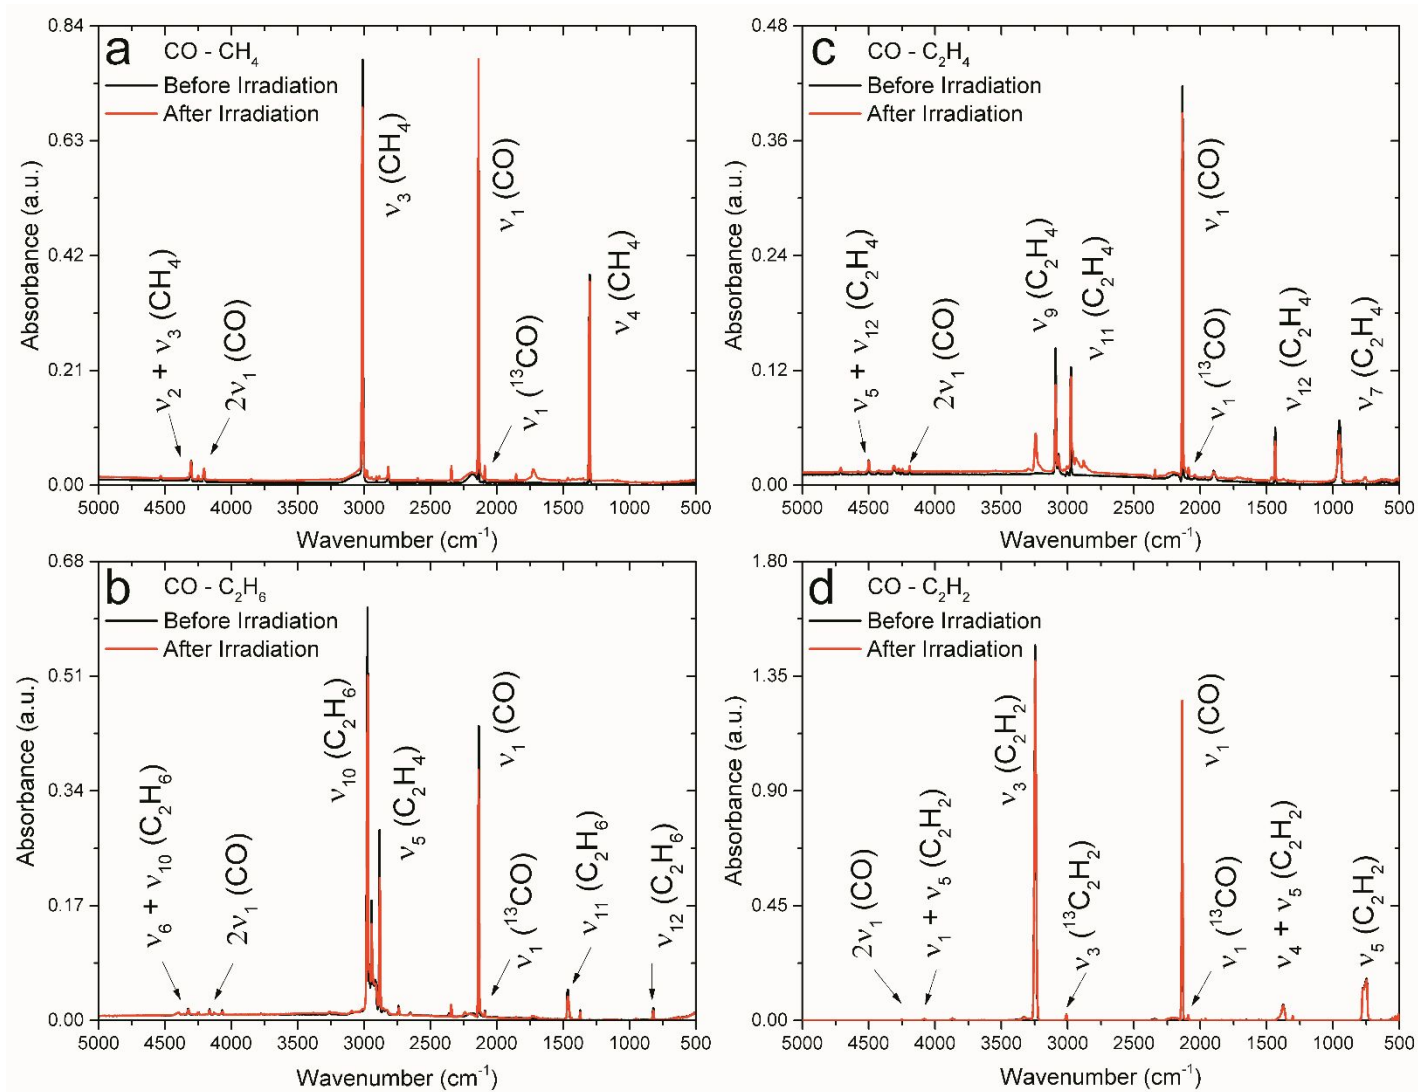 a
CO - CH₄
Before Irradiation
After Irradiation
0.84
0.63
0.42
0.21
0.00
Absorbance (a.u.)
ν₂ + ν₃ (CH₄)
2ν₁ (CO)
ν₃ (CH₄)
ν₁ (CO)
ν₁ (¹³CO)
ν₄ (CH₄)
5000 4500 4000 3500 3000 2500 2000 1500 1000 500
Wavenumber (cm⁻¹)
c
CO - C₂H₄
Before Irradiation
After Irradiation
0.48
0.36
0.24
0.12
0.00
Absorbance (a.u.)
ν₅ + ν₁₂ (C₂H₄)
2ν₁ (CO)
ν₉ (C₂H₄)
ν₁₁ (C₂H₄)
ν₁ (CO)
ν₁ (¹³CO)
ν₁₂ (C₂H₄)
ν₇ (C₂H₄)
5000 4500 4000 3500 3000 2500 2000 1500 1000 500
Wavenumber (cm⁻¹)
b
CO - C₂H₆
Before Irradiation
After Irradiation
0.68
0.51
0.34
0.17
0.00
Absorbance (a.u.)
ν₆ + ν₁₀ (C₂H₆)
2ν₁ (CO)
ν₁₀ (C₂H₆)
ν₅ (C₂H₄)
ν₁ (CO)
ν₁ (¹³CO)
ν₁₁ (C₂H₆)
ν₁₂ (C₂H₆)
5000 4500 4000 3500 3000 2500 2000 1500 1000 500
Wavenumber (cm⁻¹)
d
CO - C₂H₂
Before Irradiation
After Irradiation
1.80
1.35
0.90
0.45
0.00
Absorbance (a.u.)
2ν₁ (CO)
ν₁ + ν₅ (C₂H₂)
ν₃ (C₂H₂)
ν₃ (¹³C₂H₂)
ν₁ (CO)
ν₁ (¹³CO)
ν₄ + ν₅ (C₂H₂)
ν₅ (C₂H₂)
5000 4500 4000 3500 3000 2500 2000 1500 1000 500
Wavenumber (cm⁻¹)